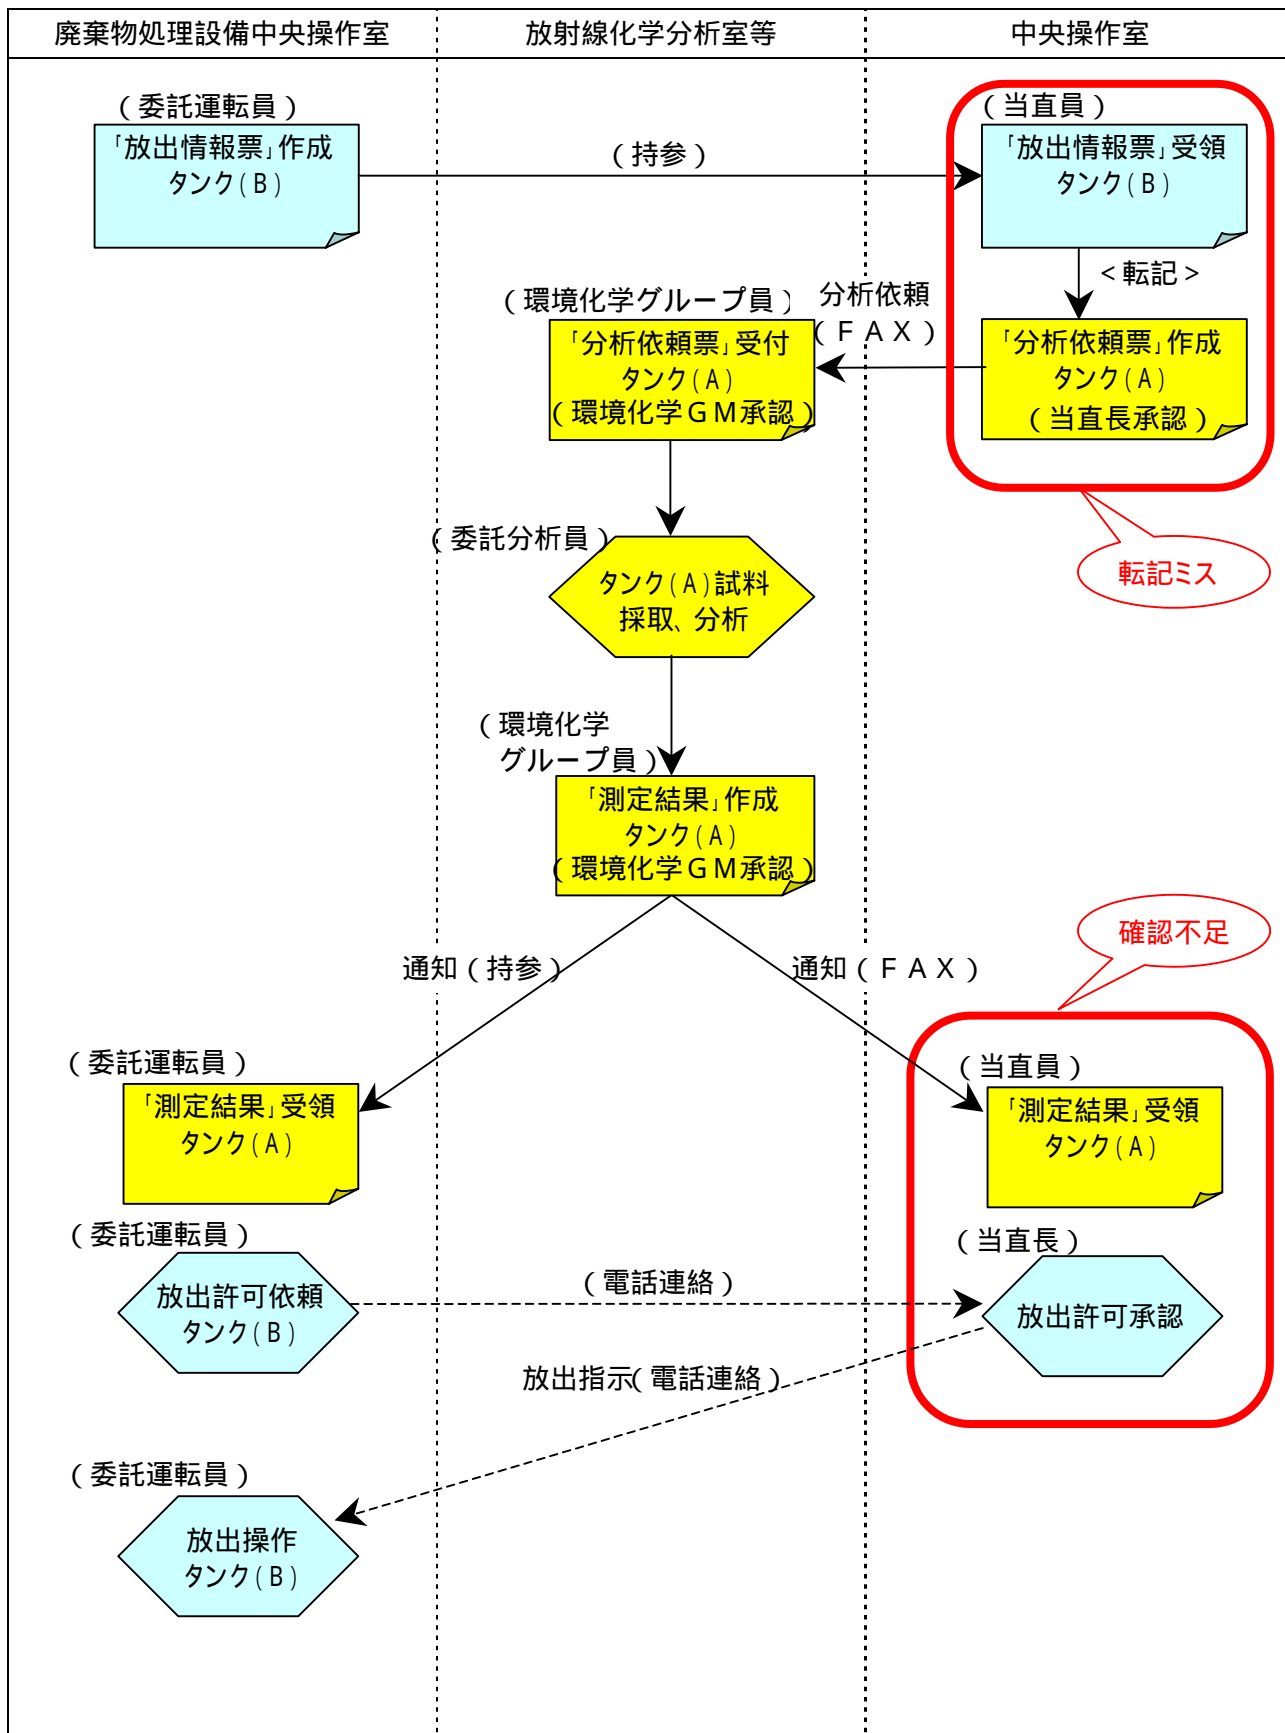 廃棄物処理設備中央操作室
放射線化学分析室等
中央操作室
(委託運転員)
「放出情報票」作成
タンク(B)
(持参)
(当直員)
「放出情報票」受領
タンク(B)
<転記>
「分析依頼票」作成
タンク(A)
(当直長承認)
転記ミス
分析依頼
(FAX)
(環境化学グループ員)
「分析依頼票」受付
タンク(A)
(環境化学GM承認)
(委託分析員)
タンク(A)試料
採取、分析
(環境化学
グループ員)
「測定結果」作成
タンク(A)
(環境化学GM承認)
通知(持参)
通知(FAX)
確認不足
(委託運転員)
「測定結果」受領
タンク(A)
(当直員)
「測定結果」受領
タンク(A)
(委託運転員)
放出許可依頼
タンク(B)
(電話連絡)
(当直長)
放出許可承認
放出指示(電話連絡)
(委託運転員)
放出操作
タンク(B)